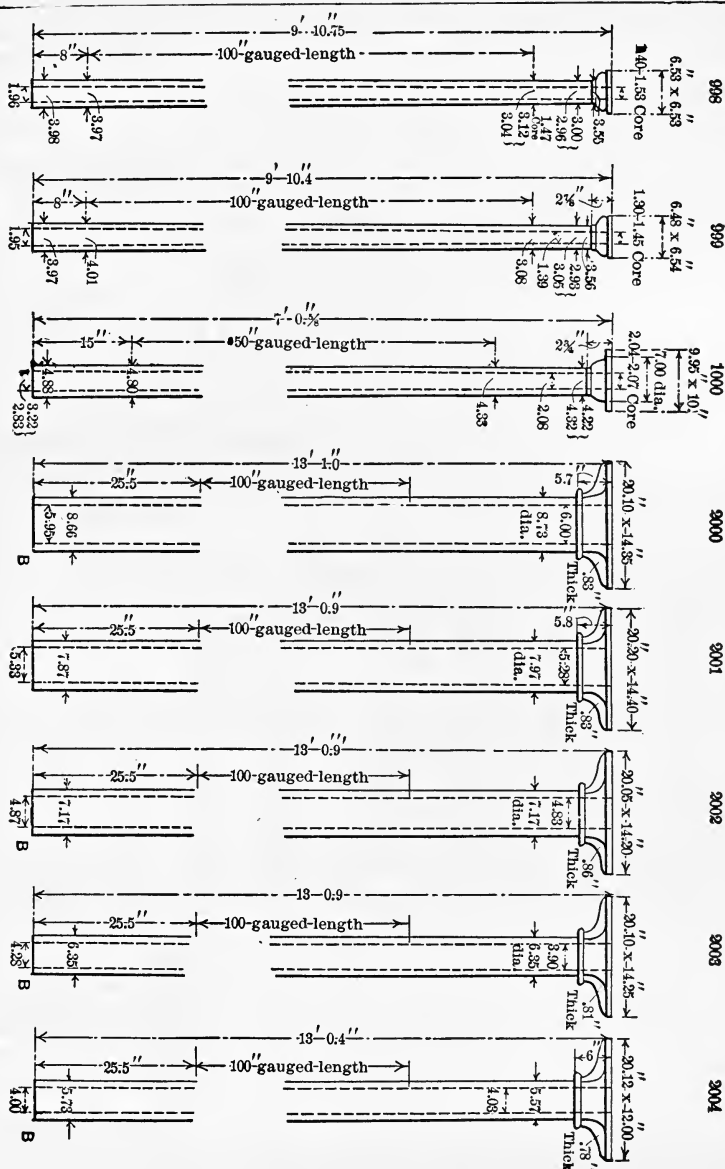 998
6.53 x 6.53"
1.40-1.53 Core
3.53
3.00
2.96}
1.47
Core
3.12
3.04}
9' 10.75"
100" gauged-length
8"
3.97
3.98
1.96
999
6.48 x 6.54"
1.30-1.45 Core
2⅞"
3.56
2.93
3.05}
1.39
3.08
9' 10.4"
100" gauged-length
8"
4.01
3.97
1.95
1000
9.95 x 10."
7.00 dia.
2.04-2.07 Core
4.22
4.32}
2.08
4.33
7' 0.⅝"
50" gauged-length
15"
4.80
4.83
3.22
2.83}
2000
20.10-x-14.35"
5.7"
.83"
Thick
6.00
8.73
dia.
13' 1.0"
100" gauged-length
25.5"
8.66
5.95
B
2001
20.20-x-14.40"
5.8"
.83"
Thick
5.28
7.97
dia.
13' 0.9"
100" gauged-length
25.5"
7.87
5.33
B
2002
20.05-x-14.20"
.86"
Thick
4.83
7.17
dia.
13' 0.9"
100-gauged-length
25.5"
7.17
4.87
B
2003
20.10-x-14.25"
.81"
Thick
3.90
6.35
dia.
13-0.9
100-gauged-length
25.5"
6.35
4.23
B
2004
20.12-x-12.00"
6"
.78"
Thick
5.57
4.03
13' 0.4"
100" gauged-length
25.5"
5.73
4.00
B